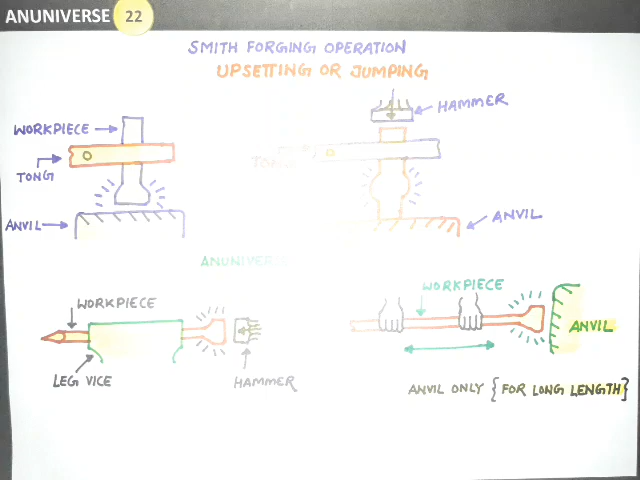 ANUNIVERSE 22
SMITH FORGING OPERATION
UPSETTING OR JUMPING
WORKPIECE
TONG
ANVIL
HAMMER
ANVIL
ANUNIVERSE
WORKPIECE
LEG VICE
HAMMER
WORKPIECE
ANVIL
ANVIL ONLY {FOR LONG LENGTH}